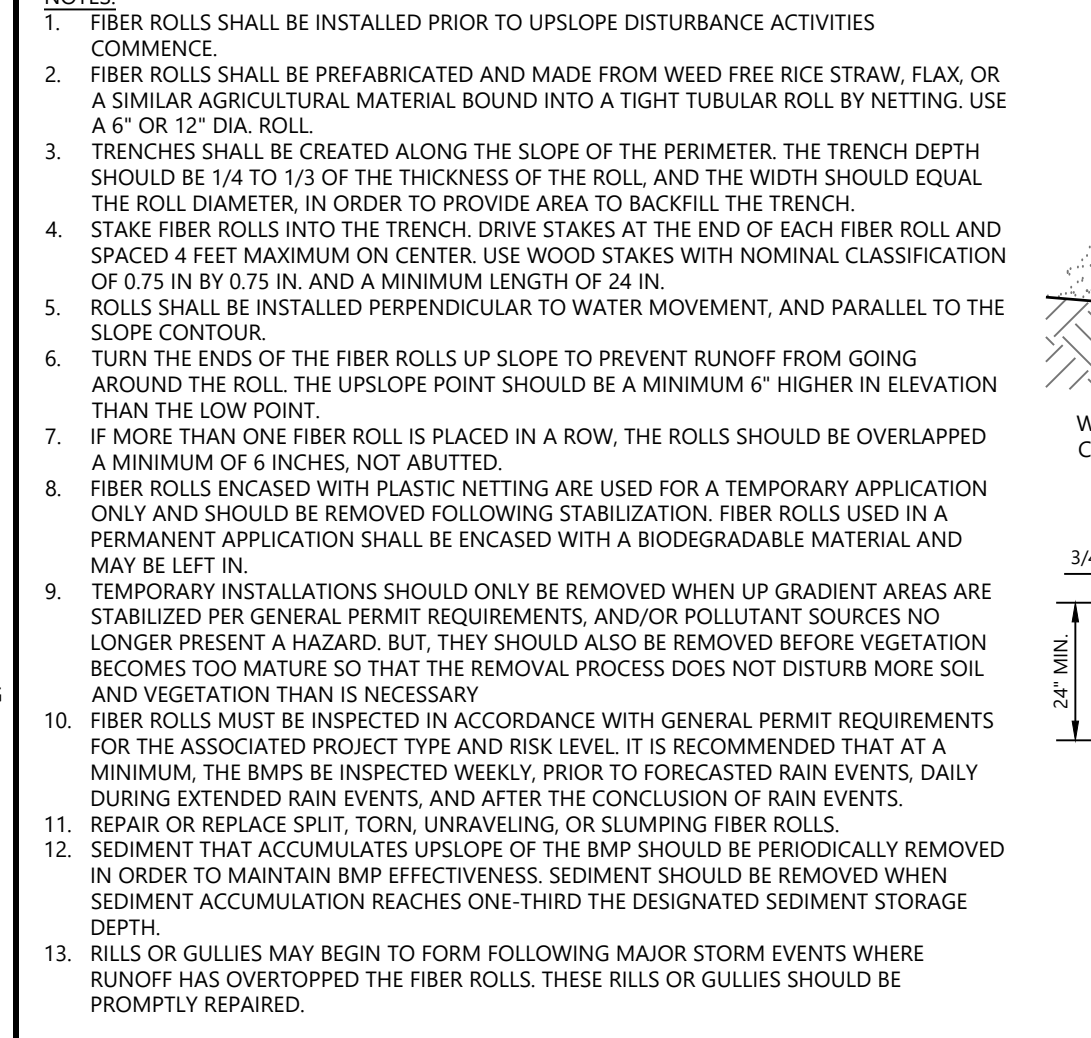 NOTES:
1. FIBER ROLLS SHALL BE INSTALLED PRIOR TO UPSLOPE DISTURBANCE ACTIVITIES
COMMENCE.
2. FIBER ROLLS SHALL BE PREFABRICATED AND MADE FROM WEED FREE RICE STRAW, FLAX, OR
A SIMILAR AGRICULTURAL MATERIAL BOUND INTO A TIGHT TUBULAR ROLL BY NETTING. USE
A 6" OR 12" DIA. ROLL.
3. TRENCHES SHALL BE CREATED ALONG THE SLOPE OF THE PERIMETER. THE TRENCH DEPTH
SHOULD BE 1/4 TO 1/3 OF THE THICKNESS OF THE ROLL, AND THE WIDTH SHOULD EQUAL
THE ROLL DIAMETER, IN ORDER TO PROVIDE AREA TO BACKFILL THE TRENCH.
4. STAKE FIBER ROLLS INTO THE TRENCH. DRIVE STAKES AT THE END OF EACH FIBER ROLL AND
SPACED 4 FEET MAXIMUM ON CENTER. USE WOOD STAKES WITH NOMINAL CLASSIFICATION
OF 0.75 IN BY 0.75 IN. AND A MINIMUM LENGTH OF 24 IN.
5. ROLLS SHALL BE INSTALLED PERPENDICULAR TO WATER MOVEMENT, AND PARALLEL TO THE
SLOPE CONTOUR.
6. TURN THE ENDS OF THE FIBER ROLLS UP SLOPE TO PREVENT RUNOFF FROM GOING
AROUND THE ROLL. THE UPSLOPE POINT SHOULD BE A MINIMUM 6" HIGHER IN ELEVATION
THAN THE LOW POINT.
7. IF MORE THAN ONE FIBER ROLL IS PLACED IN A ROW, THE ROLLS SHOULD BE OVERLAPPED
A MINIMUM OF 6 INCHES, NOT ABUTTED.
8. FIBER ROLLS ENCASED WITH PLASTIC NETTING ARE USED FOR A TEMPORARY APPLICATION
ONLY AND SHOULD BE REMOVED FOLLOWING STABILIZATION. FIBER ROLLS USED IN A
PERMANENT APPLICATION SHALL BE ENCASED WITH A BIODEGRADABLE MATERIAL AND
MAY BE LEFT IN.
9. TEMPORARY INSTALLATIONS SHOULD ONLY BE REMOVED WHEN UP GRADIENT AREAS ARE
STABILIZED PER GENERAL PERMIT REQUIREMENTS, AND/OR POLLUTANT SOURCES NO
LONGER PRESENT A HAZARD. BUT, THEY SHOULD ALSO BE REMOVED BEFORE VEGETATION
BECOMES TOO MATURE SO THAT THE REMOVAL PROCESS DOES NOT DISTURB MORE SOIL
AND VEGETATION THAN IS NECESSARY
10. FIBER ROLLS MUST BE INSPECTED IN ACCORDANCE WITH GENERAL PERMIT REQUIREMENTS
FOR THE ASSOCIATED PROJECT TYPE AND RISK LEVEL. IT IS RECOMMENDED THAT AT A
MINIMUM, THE BMPS BE INSPECTED WEEKLY, PRIOR TO FORECASTED RAIN EVENTS, DAILY
DURING EXTENDED RAIN EVENTS, AND AFTER THE CONCLUSION OF RAIN EVENTS.
11. REPAIR OR REPLACE SPLIT, TORN, UNRAVELING, OR SLUMPING FIBER ROLLS.
12. SEDIMENT THAT ACCUMULATES UPSLOPE OF THE BMP SHOULD BE PERIODICALLY REMOVED
IN ORDER TO MAINTAIN BMP EFFECTIVENESS. SEDIMENT SHOULD BE REMOVED WHEN
SEDIMENT ACCUMULATION REACHES ONE-THIRD THE DESIGNATED SEDIMENT STORAGE
DEPTH.
13. RILLS OR GULLIES MAY BEGIN TO FORM FOLLOWING MAJOR STORM EVENTS WHERE
RUNOFF HAS OVERTOPPED THE FIBER ROLLS. THESE RILLS OR GULLIES SHOULD BE
PROMPTLY REPAIRED.
24" MIN.